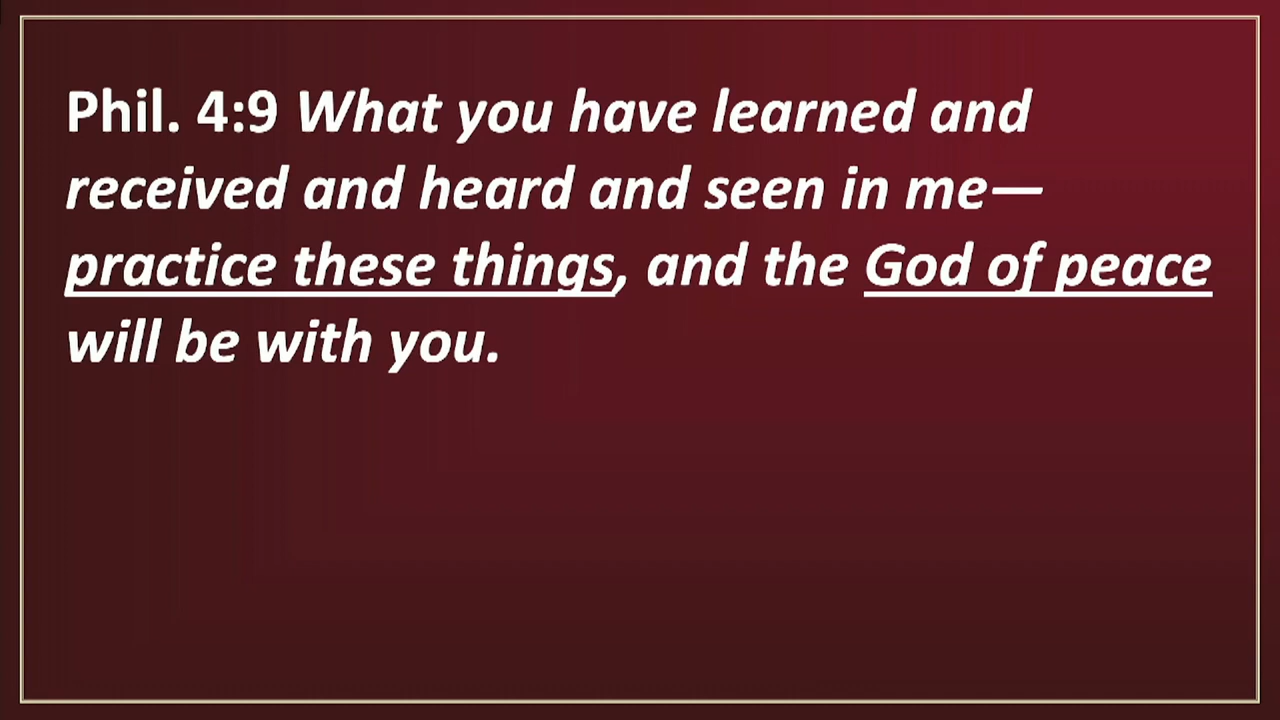 Phil. 4:9 What you have learned and
received and heard and seen in me—
practice these things, and the God of peace
will be with you.